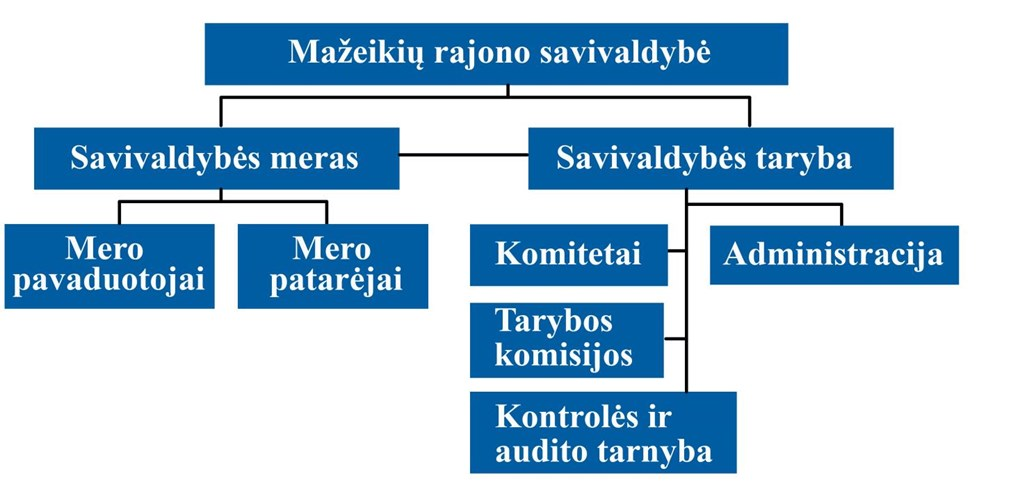 Mažeikių rajono savivaldybė
Savivaldybės meras
Savivaldybės taryba
Mero
pavaduotojai
Mero
patarėjai
Komitetai
Administracija
Tarybos
komisijos
Kontrolės ir
audito tarnyba